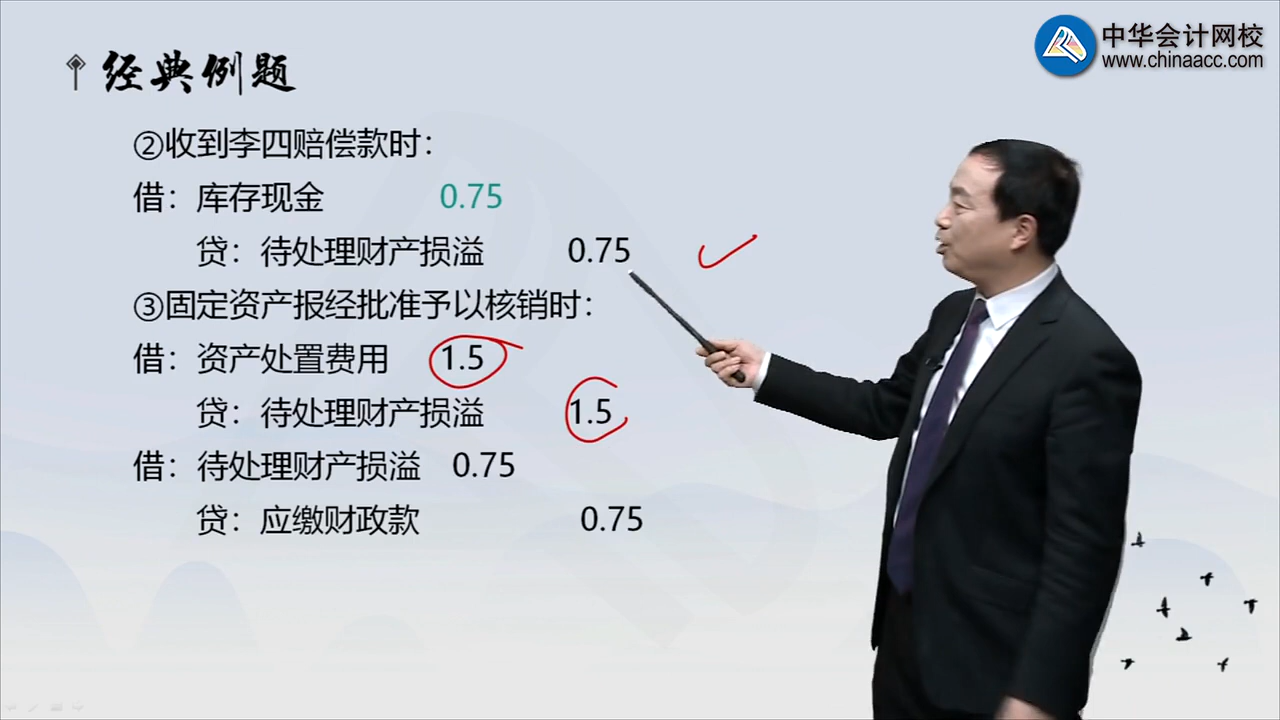 中华会计网校
www.chinaacc.com
经典例题
②收到李四赔偿款时：
借：库存现金 0.75
贷：待处理财产损溢 0.75
③固定资产报经批准予以核销时：
借：资产处置费用 1.5
贷：待处理财产损溢 1.5
借：待处理财产损溢 0.75
贷：应缴财政款 0.75